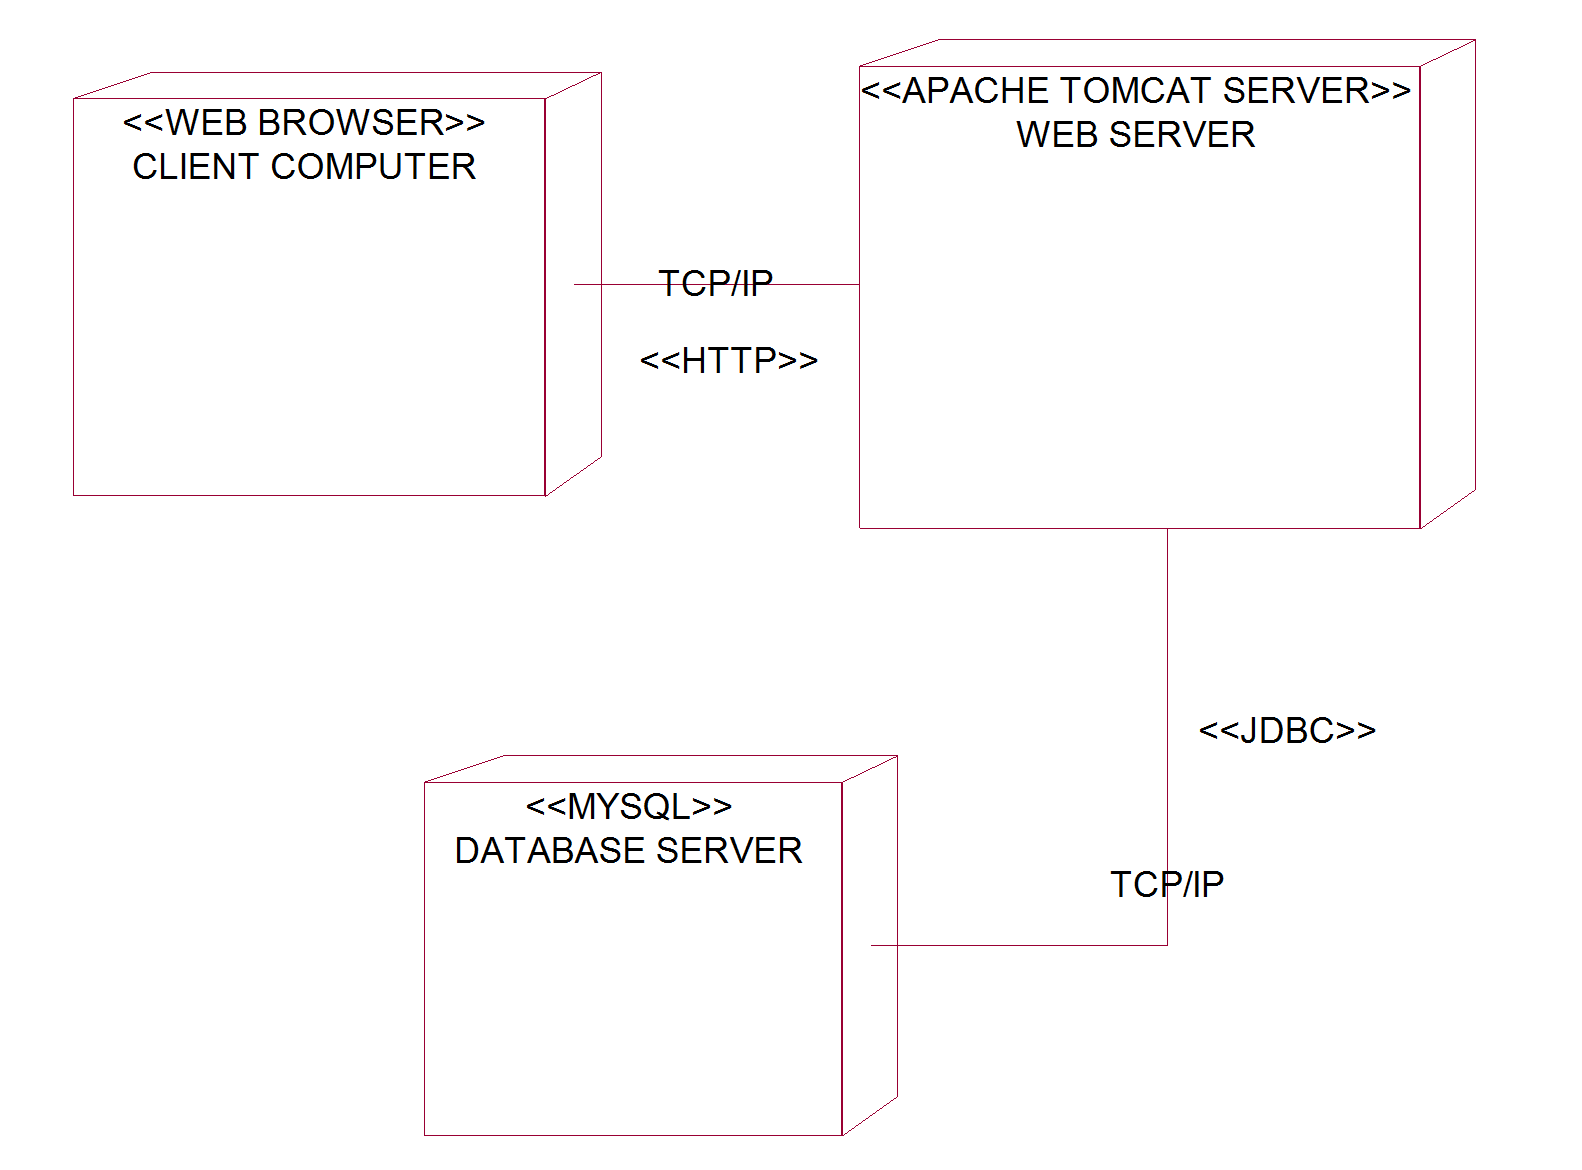 <<WEB BROWSER>>
CLIENT COMPUTER
<<APACHE TOMCAT SERVER>>
WEB SERVER
TCP/IP
<<HTTP>>
<<JDBC>>
TCP/IP
<<MYSQL>>
DATABASE SERVER